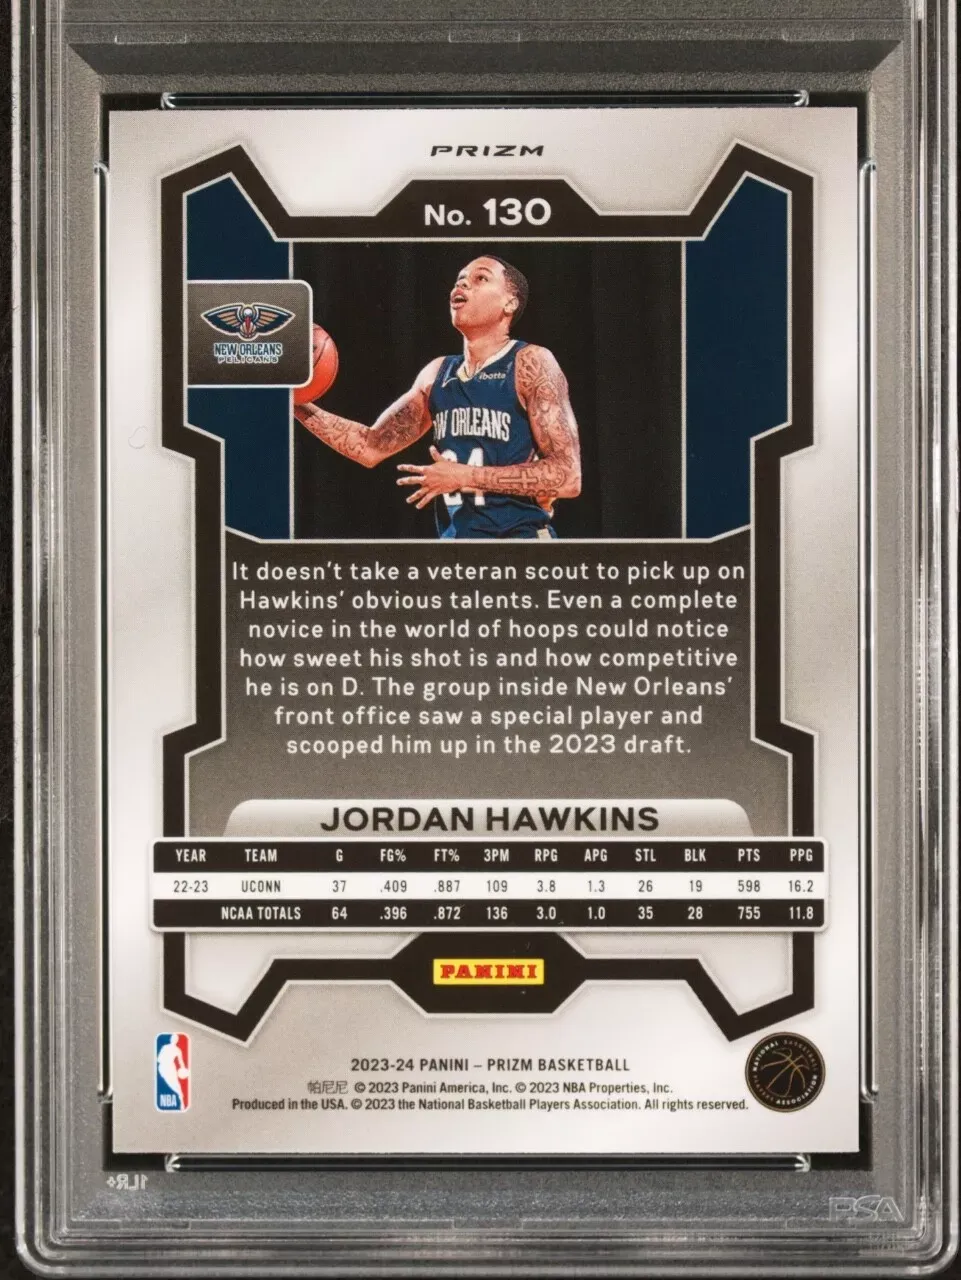 PRIZM
No. 130
NEW ORLEANS
PELICANS
ibotta
W ORLEANS
24
It doesn't take a veteran scout to pick up on
Hawkins' obvious talents. Even a complete
novice in the world of hoops could notice
how sweet his shot is and how competitive
he is on D. The group inside New Orleans'
front office saw a special player and
scooped him up in the 2023 draft.
JORDAN HAWKINS
YEAR TEAM G FG% FT% 3PM RPG APG STL BLK PTS PPG
22-23 UCONN 37 .409 .887 109 3.8 1.3 26 19 598 16.2
NCAA TOTALS 64 .396 .872 136 3.0 1.0 35 28 755 11.8
PANINI
NBA
2023-24 PANINI – PRIZM BASKETBALL
帕尼尼 © 2023 Panini America, Inc. © 2023 NBA Properties, Inc.
Produced in the USA. © 2023 the National Basketball Players Association. All rights reserved.
NATIONAL BASKETBALL
PLAYERS ASSOCIATION
1LR+
PSA